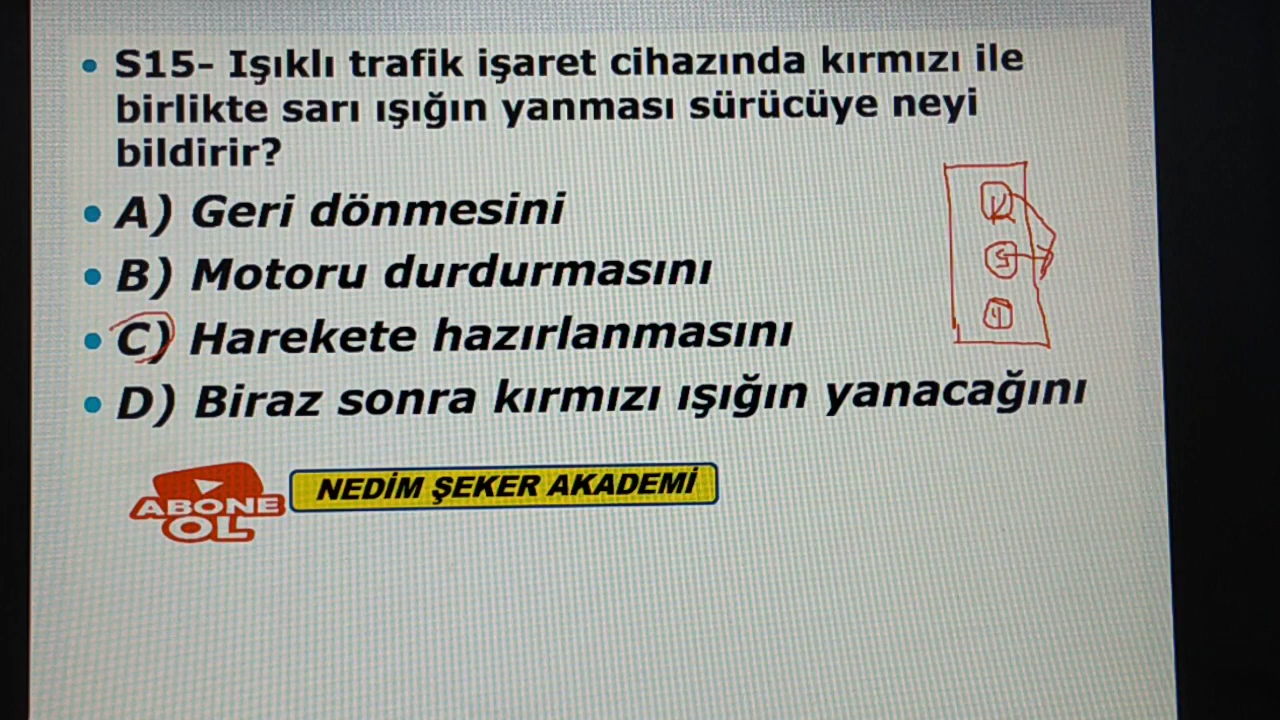 • S15- Işıklı trafik işaret cihazında kırmızı ile
birlikte sarı ışığın yanması sürücüye neyi
bildirir?
• A) Geri dönmesini
• B) Motoru durdurmasını
• C) Harekete hazırlanmasını
• D) Biraz sonra kırmızı ışığın yanacağını
K
S
ABONE
OL
NEDİM ŞEKER AKADEMİ